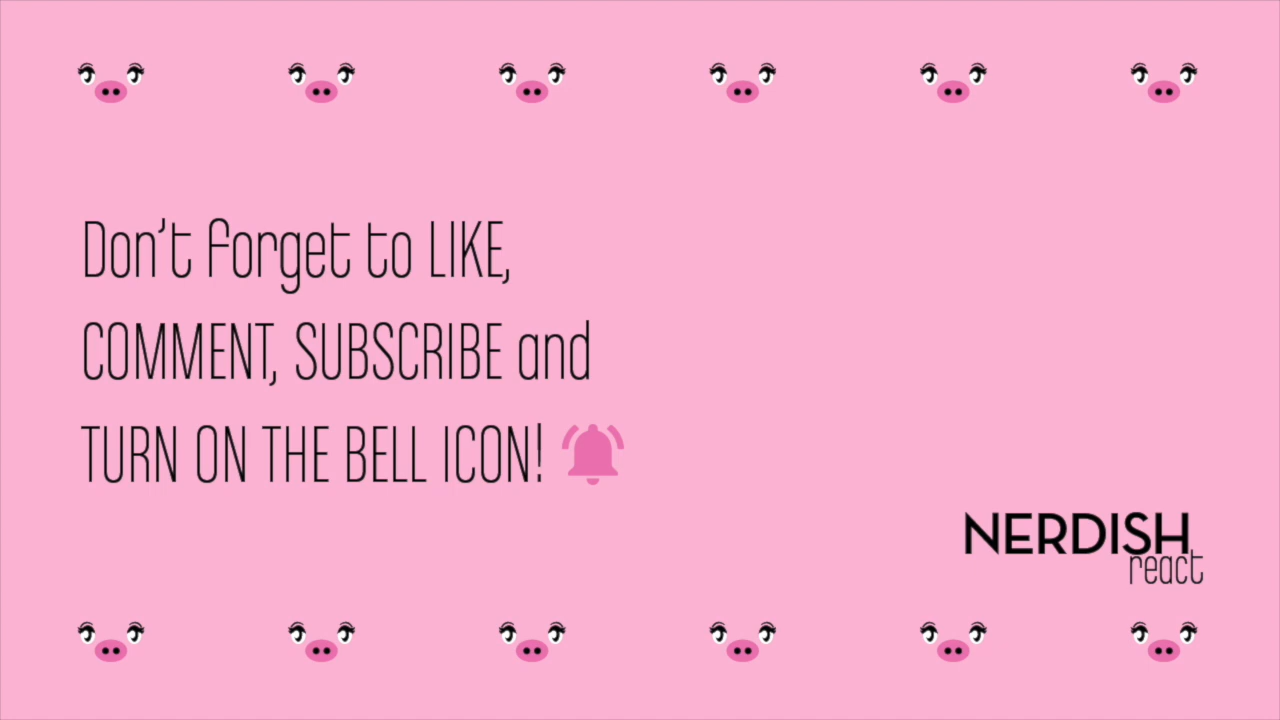 Don't forget to LIKE,
COMMENT, SUBSCRIBE and
TURN ON THE BELL ICON!
NERDISH
react